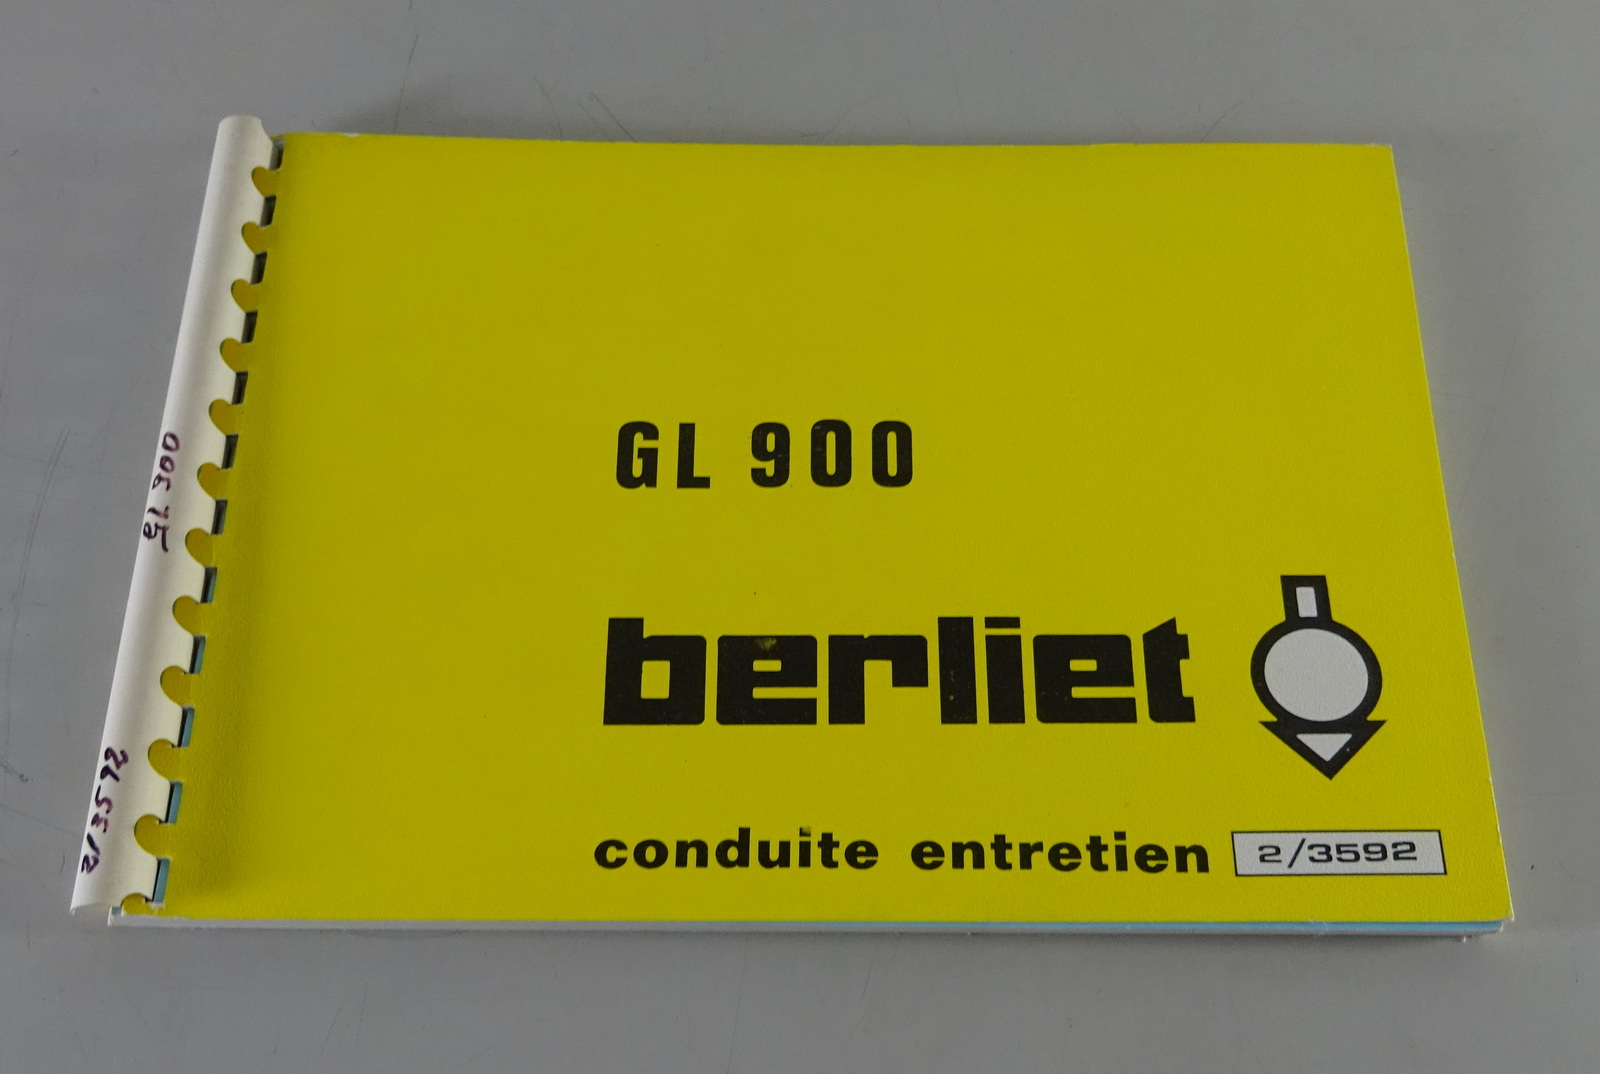 GL 900
berliet
conduite entretien 2/3592
GL 900
2/3592